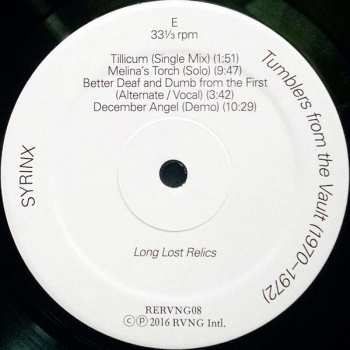 E
33⅓ rpm
Tillicum (Single Mix) (1:51)
Melina's Torch (Solo) (9:47)
Better Deaf and Dumb from the First
(Alternate / Vocal) (3:42)
December Angel (Demo) (10:29)
SYRINX
Tumblers from the Vault (1970–1972)
Long Lost Relics
RERVNG08
Ⓒ Ⓟ 2016 RVNG Intl.